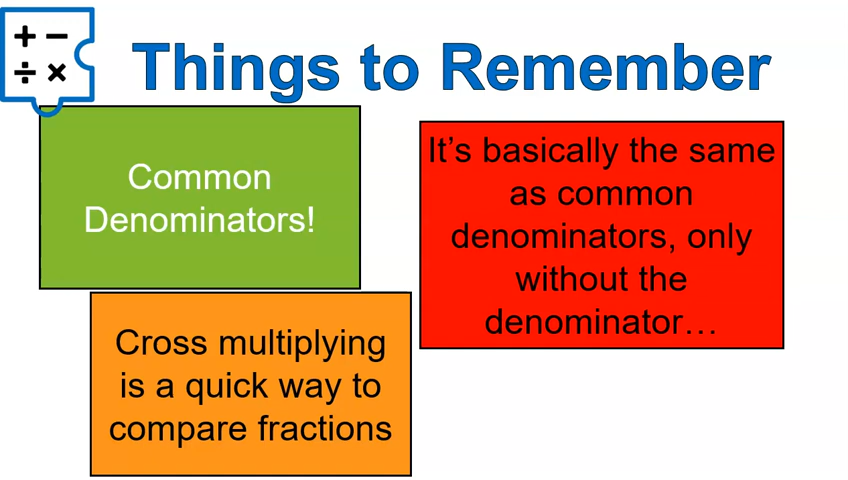 + −
÷ ×
Things to Remember
Common
Denominators!
It’s basically the same
as common
denominators, only
without the
denominator…
Cross multiplying
is a quick way to
compare fractions